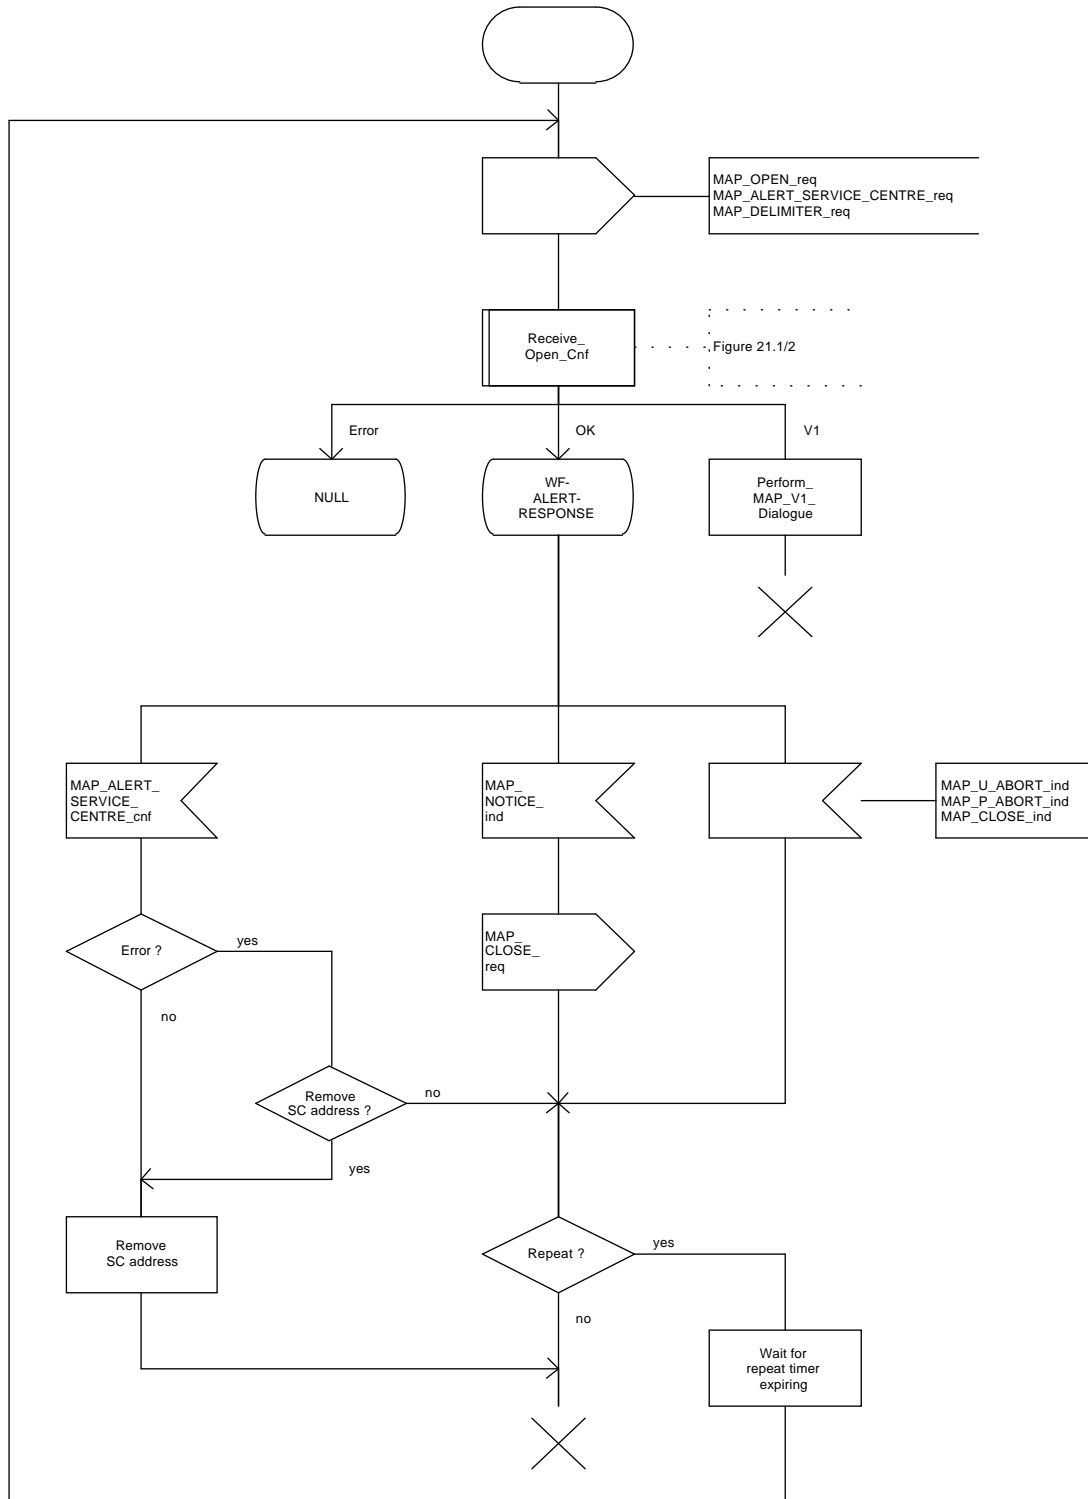 MAP_OPEN_req
MAP_ALERT_SERVICE_CENTRE_req
MAP_DELIMITER_req
Receive_
Open_Cnf
Figure 21.1/2
Error
OK
V1
NULL
WF-
ALERT-
RESPONSE
Perform_
MAP_V1_
Dialogue
MAP_ALERT_
SERVICE_
CENTRE_cnf
MAP_
NOTICE_
ind
MAP_U_ABORT_ind
MAP_P_ABORT_ind
MAP_CLOSE_ind
Error ?
yes
no
MAP_
CLOSE_
req
Remove
SC address ?
no
yes
Remove
SC address
Repeat ?
yes
no
Wait for
repeat timer
expiring